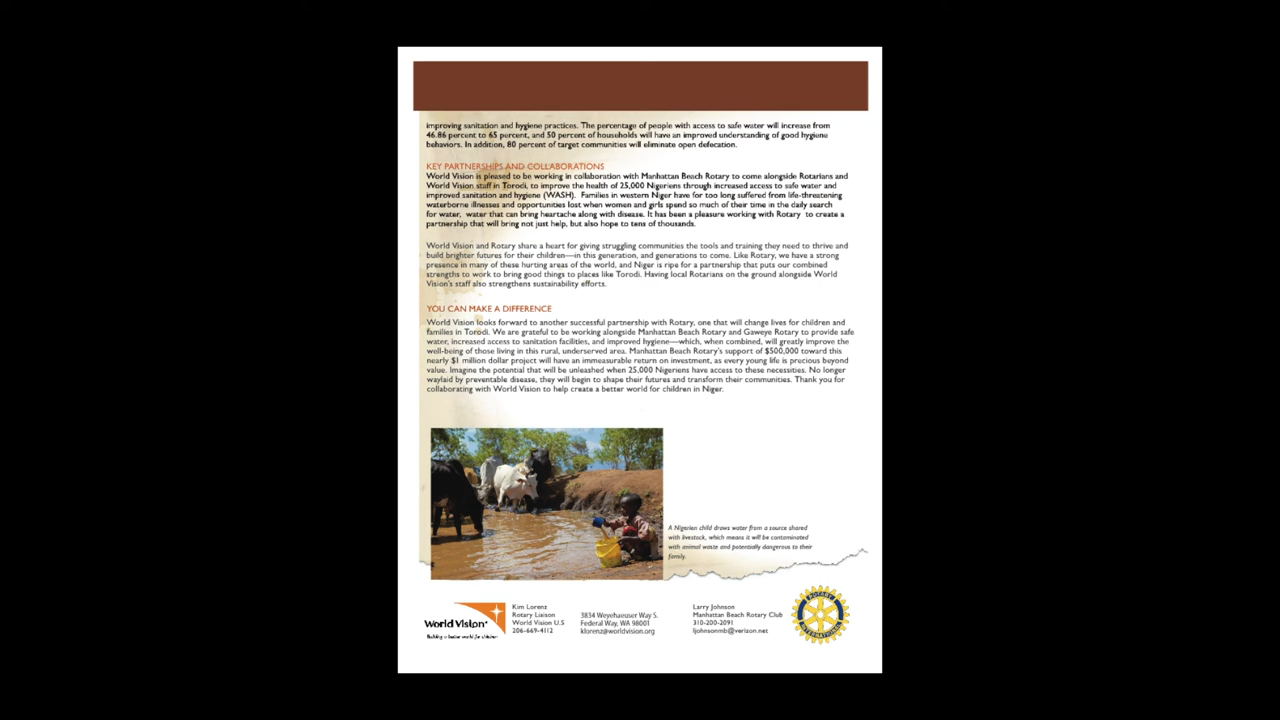 improving sanitation and hygiene practices. The percentage of people with access to safe water will increase from
46.86 percent to 65 percent, and 50 percent of households will have an improved understanding of good hygiene
behaviors. In addition, 80 percent of target communities will eliminate open defecation.
KEY PARTNERSHIPS AND COLLABORATIONS
World Vision is pleased to be working in collaboration with Manhattan Beach Rotary to come alongside Rotarians and
World Vision staff in Torodi, to improve the health of 25,000 Nigeriens through increased access to safe water and
improved sanitation and hygiene (WASH). Families in western Niger have for too long suffered from life-threatening
waterborne illnesses and opportunities lost when women and girls spend so much of their time in the daily search
for water, water that can bring heartache along with disease. It has been a pleasure working with Rotary to create a
partnership that will bring not just help, but also hope to tens of thousands.
World Vision and Rotary share a heart for giving struggling communities the tools and training they need to thrive and
build brighter futures for their children—in this generation, and generations to come. Like Rotary, we have a strong
presence in many of these hurting areas of the world, and Niger is ripe for a partnership that puts our combined
strengths to work to bring good things to places like Torodi. Having local Rotarians on the ground alongside World
Vision's staff also strengthens sustainability efforts.
YOU CAN MAKE A DIFFERENCE
World Vision looks forward to another successful partnership with Rotary, one that will change lives for children and
families in Torodi. We are grateful to be working alongside Manhattan Beach Rotary and Gaweye Rotary to provide safe
water, increased access to sanitation facilities, and improved hygiene—which, when combined, will greatly improve the
well-being of those living in this rural, underserved area. Manhattan Beach Rotary's support of $500,000 toward this
nearly $1 million dollar project will have an immeasurable return on investment, as every young life is precious beyond
value. Imagine the potential that will be unleashed when 25,000 Nigeriens have access to these necessities. No longer
waylaid by preventable disease, they will begin to shape their futures and transform their communities. Thank you for
collaborating with World Vision to help create a better world for children in Niger.
A Nigerien child draws water from a source shared
with livestock, which means it will be contaminated
with animal waste and potentially dangerous to their
family.
World Vision
Building a better world for children
Kim Lorenz
Rotary Liaison
World Vision U.S
206-669-4112
3834 Weyehaeuser Way S.
Federal Way, WA 98001
klorenz@worldvision.org
Larry Johnson
Manhattan Beach Rotary Club
310-200-2091
ljohnsonmb@verizon.net
ROTARY
INTERNATIONAL